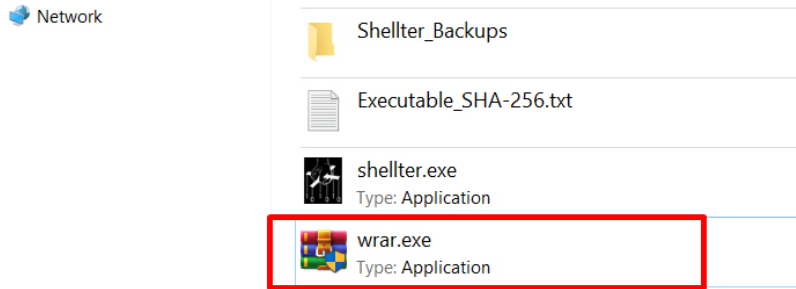 Network
Shellter_Backups
Executable_SHA-256.txt
shellter.exe
Type: Application
wrar.exe
Type: Application